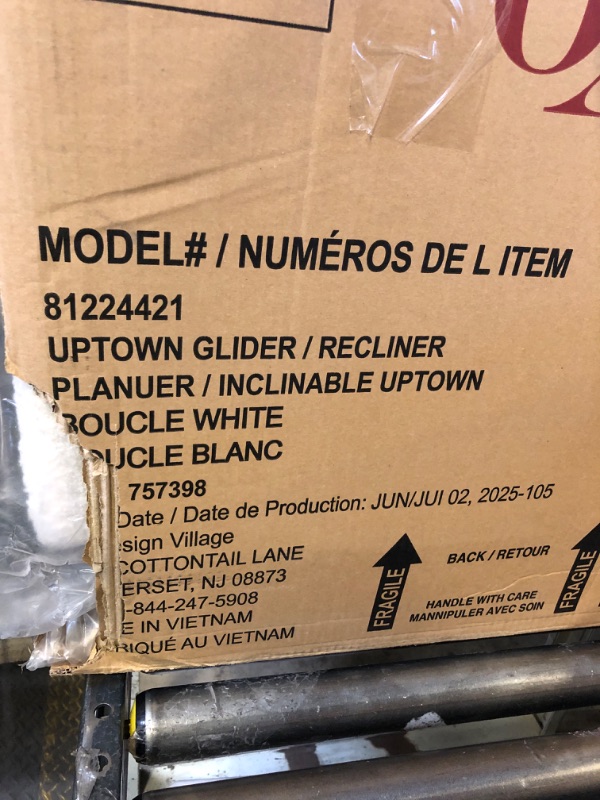 MODEL# / NUMÉROS DE L ITEM
81224421
UPTOWN GLIDER / RECLINER
PLANUER / INCLINABLE UPTOWN
BOUCLE WHITE
OUCLE BLANC
757398
Date / Date de Production: JUN/JUI 02, 2025-105
sign Village
COTTONTAIL LANE
ERSET, NJ 08873
1-844-247-5908
E IN VIETNAM
RIQUÉ AU VIETNAM
FRAGILE
BACK / RETOUR
HANDLE WITH CARE
MANNIPULER AVEC SOIN
FRAGILE